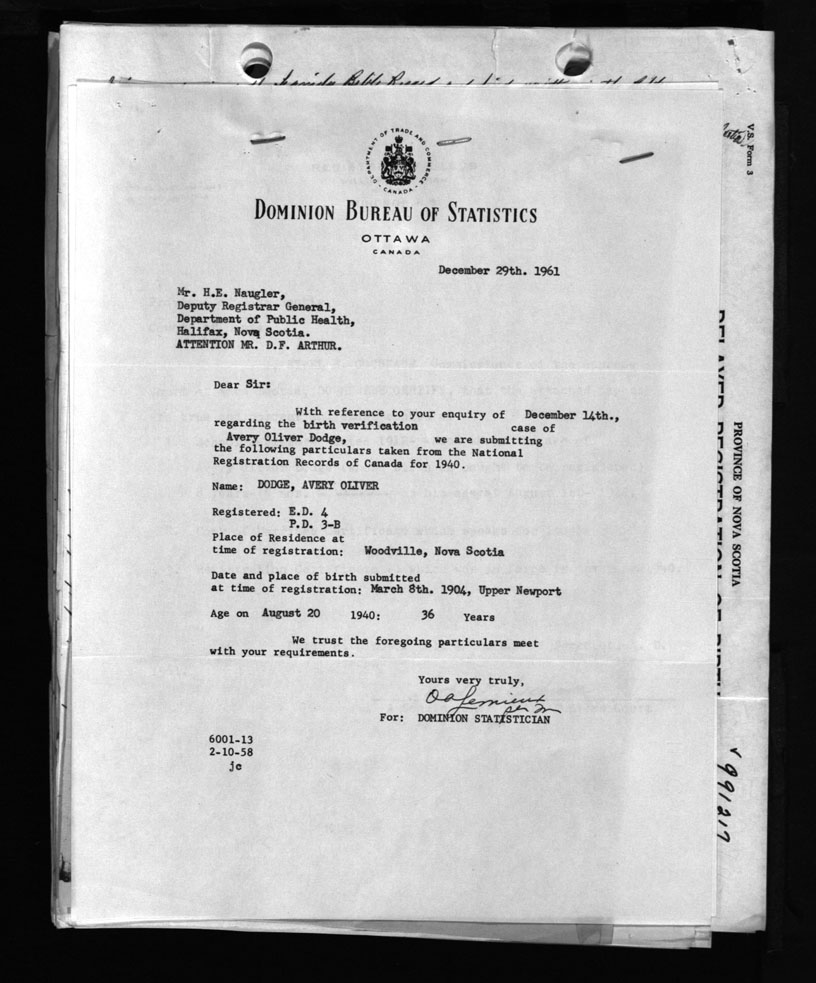 DEPARTMENT OF TRADE AND COMMERCE
CANADA
DOMINION BUREAU OF STATISTICS
OTTAWA
CANADA
December 29th. 1961
Mr. H.E. Naugler,
Deputy Registrar General,
Department of Public Health,
Halifax, Nova Scotia.
ATTENTION MR. D.F. ARTHUR.
Dear Sir:
With reference to your enquiry of December 14th.,
regarding the birth verification case of
Avery Oliver Dodge, we are submitting
the following particulars taken from the National
Registration Records of Canada for 1940.
Name: DODGE, AVERY OLIVER
Registered: E.D. 4
P.D. 3-B
Place of Residence at
time of registration: Woodville, Nova Scotia
Date and place of birth submitted
at time of registration: March 8th. 1904, Upper Newport
Age on August 20 1940: 36 Years
We trust the foregoing particulars meet
with your requirements.
Yours very truly,
For: DOMINION STATISTICIAN
6001-13
2-10-58
jc
V.S. Form 3
PROVINCE OF NOVA SCOTIA
DELAYED REGISTRATION OF BIRTH
991217